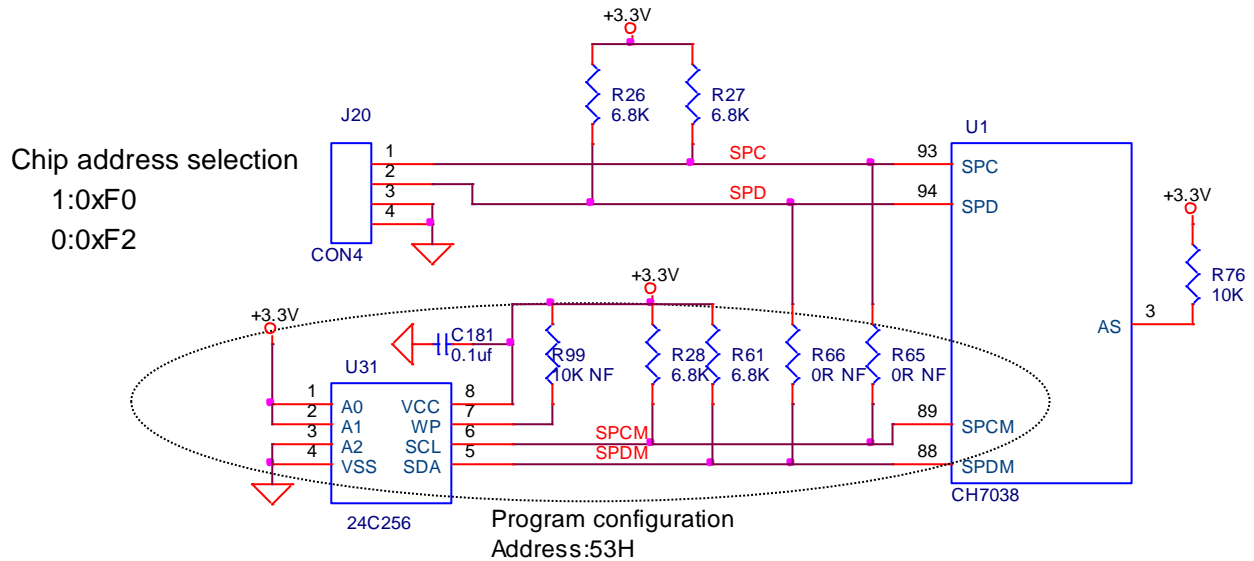 +3.3V
R26
6.8K
R27
6.8K
J20
1
2
3
4
CON4
Chip address selection
1:0xF0
0:0xF2
SPC
SPD
U1
93
SPC
94
SPD
+3.3V
R76
10K
3
AS
+3.3V
+3.3V
C181
0.1uf
R99
10K NF
R28
6.8K
R61
6.8K
R66
0R NF
R65
0R NF
U31
1
2
3
4
A0
A1
A2
VSS
VCC
WP
SCL
SDA
8
7
6
5
SPCM
SPDM
89
SPCM
88
SPDM
24C256
CH7038
Program configuration
Address:53H